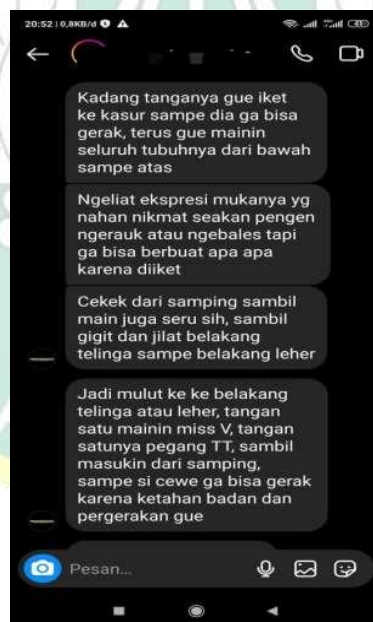 20:52 | 0,8KB/d
Kadang tanganya gue iket
ke kasur sampe dia ga bisa
gerak, terus gue mainin
seluruh tubuhnya dari bawah
sampe atas
Ngeliat ekspresi mukanya yg
nahan nikmat seakan pengen
ngerauk atau ngebales tapi
ga bisa berbuat apa apa
karena diiket
Cekek dari samping sambil
main juga seru sih, sambil
gigit dan jilat belakang
telinga sampe belakang leher
Jadi mulut ke ke belakang
telinga atau leher, tangan
satu mainin miss V, tangan
satunya pegang TT, sambil
masukin dari samping,
sampe si cewe ga bisa gerak
karena ketahan badan dan
pergerakan gue
Pesan...